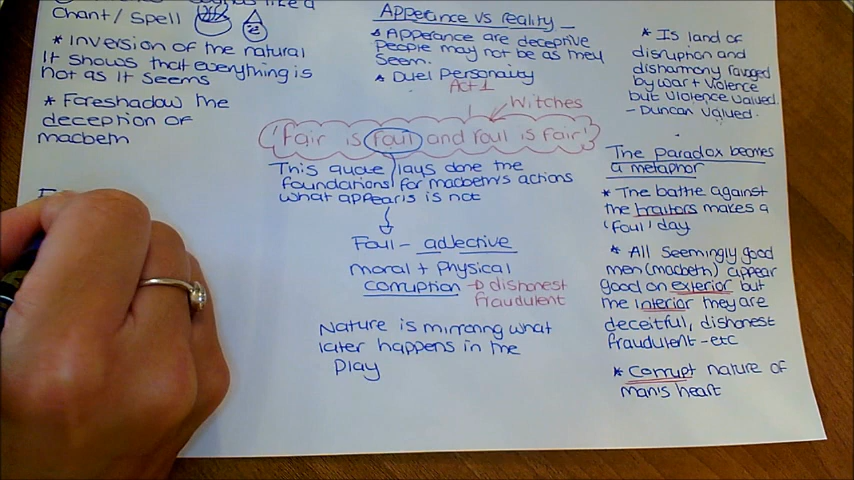 like a
Chant / Spell
* Inversion of the natural
It shows that everything is
not as it seems
* Foreshadow the
deception of
macbeth
Appetance vs reality
* Appetance are deceptive
People may not be as they
Seem.
* Duel Personality
Act 1
Witches
'Fair is foul and foul is fair'
This quote lays done the
foundations for macbeth's actions
what appears is not
Foul - adjective
moral + physical
corruption → dishonest
fraudulent
Nature is mirroring what
later happens in the
Play
* Is land of
disruption and
disharmony ravaged
by war + violence
but violence valued.
- Duncan valued.
The paradox becomes
a metaphor
* The battle against
the traitors makes a
'foul' day
* All Seemingly good
men (macbeth) appear
good on exterior but
the interior they are
deceitful, dishonest
fraudulent - etc
* Corrupt nature of
man's heart